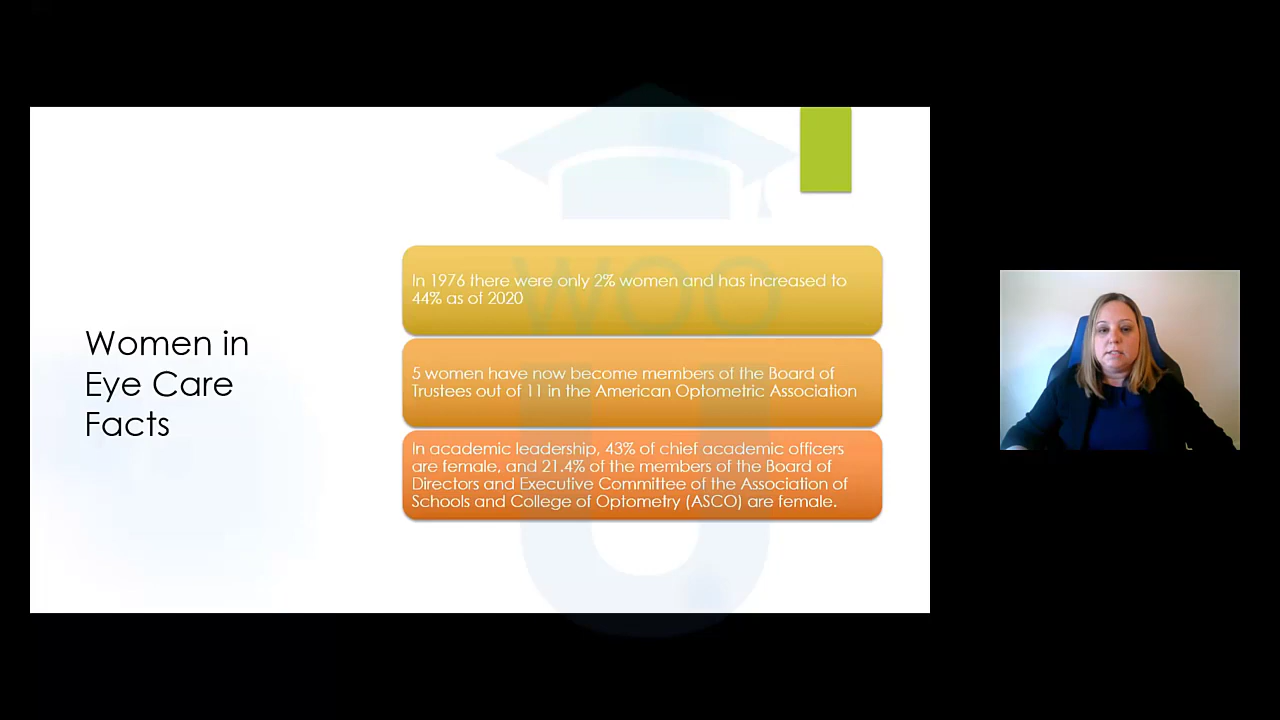 Women in
Eye Care
Facts
In 1976 there were only 2% women and has increased to
44% as of 2020
5 women have now become members of the Board of
Trustees out of 11 in the American Optometric Association
In academic leadership, 43% of chief academic officers
are female, and 21.4% of the members of the Board of
Directors and Executive Committee of the Association of
Schools and College of Optometry (ASCO) are female.
WOO
U